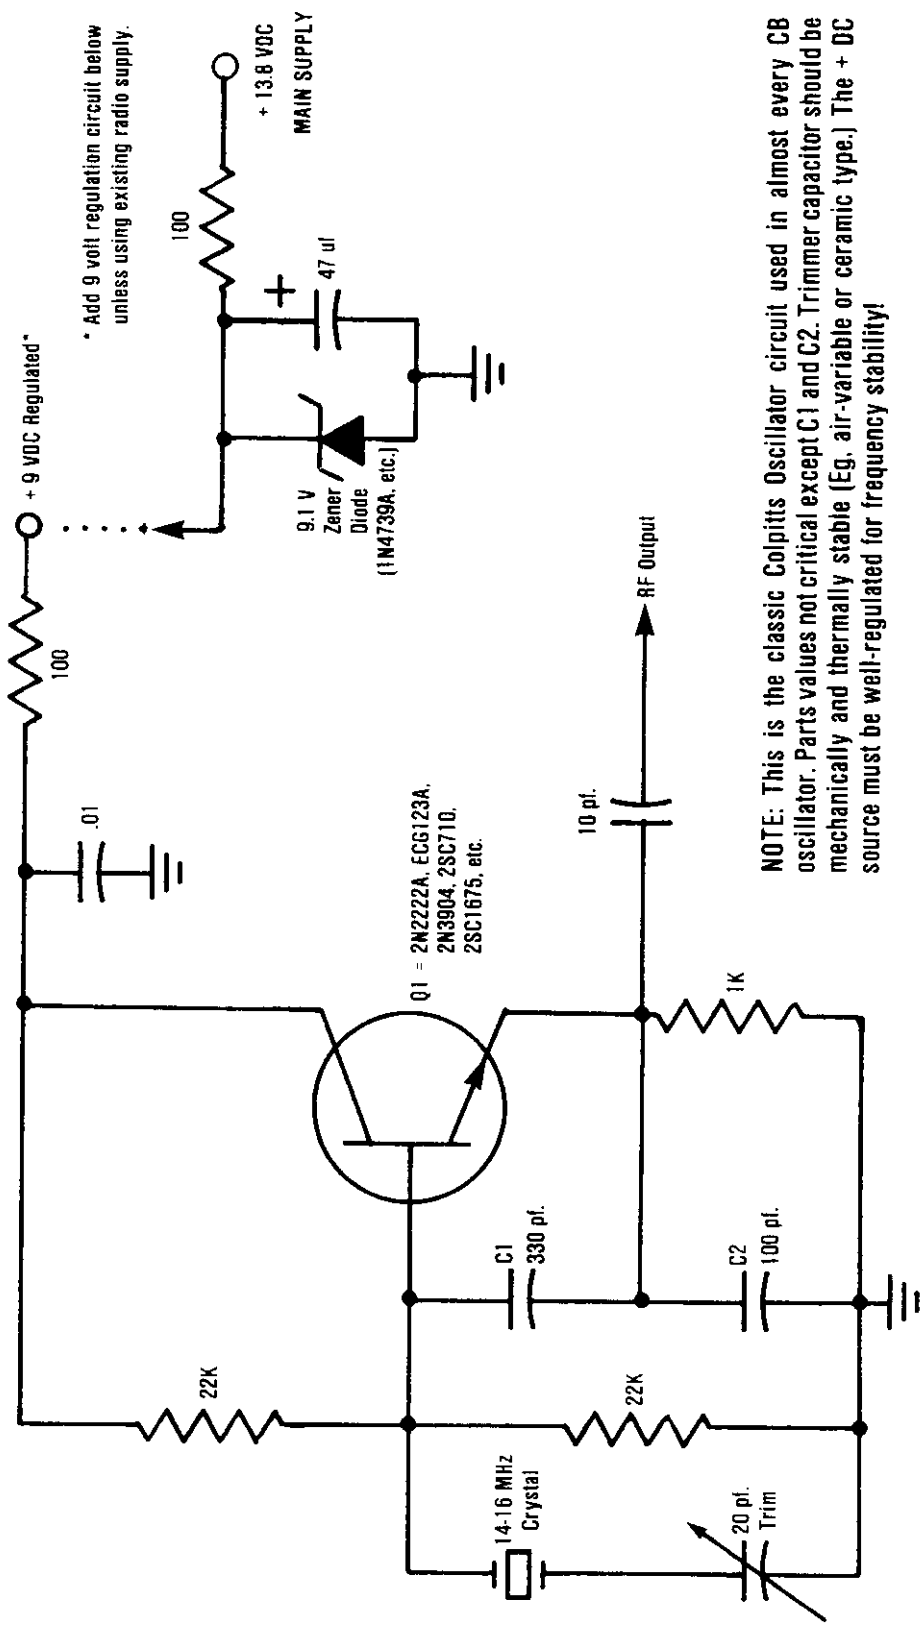 * Add 9 volt regulation circuit below
unless using existing radio supply.
+ 9 VDC Regulated*
100
.01
100
+ 13.8 VDC
MAIN SUPPLY
+
47 uf
9.1 V
Zener
Diode
(1N4739A, etc.)
22K
Q1 = 2N2222A, ECG123A,
2N3904, 2SC710,
2SC1675, etc.
14-16 MHz
Crystal
C1
330 pf.
10 pf.
RF Output
22K
20 pf.
Trim
C2
100 pf.
1K
NOTE: This is the classic Colpitts Oscillator circuit used in almost every CB
oscillator. Parts values not critical except C1 and C2. Trimmer capacitor should be
mechanically and thermally stable (Eg, air-variable or ceramic type.) The + DC
source must be well-regulated for frequency stability!